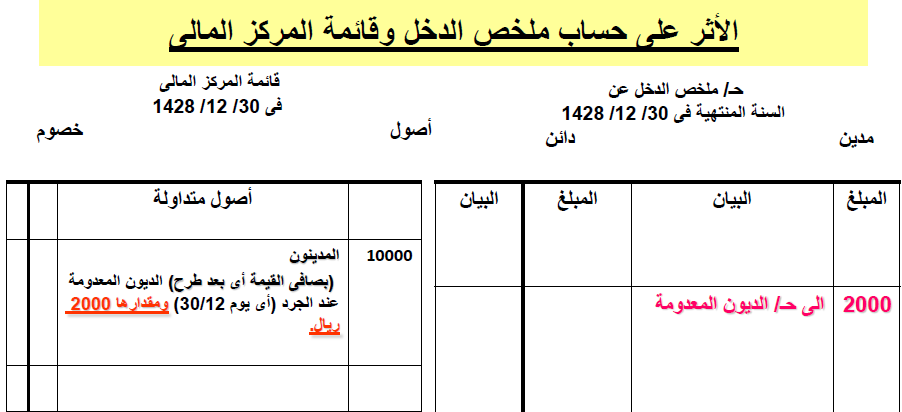 الأثر على حساب ملخص الدخل وقائمة المركز المالى
حـ/ ملخص الدخل عن
السنة المنتهية فى 30/ 12/ 1428
مدين
دائن
المبلغ
البيان
المبلغ
البيان
2000
الى حـ/ الديون المعدومة
قائمة المركز المالى
فى 30/ 12/ 1428
أصول
خصوم
أصول متداولة
10000
المدينون
(بصافى القيمة أى بعد طرح) الديون المعدومة
عند الجرد (أى يوم 30/12) ومقدارها 2000
ريال.